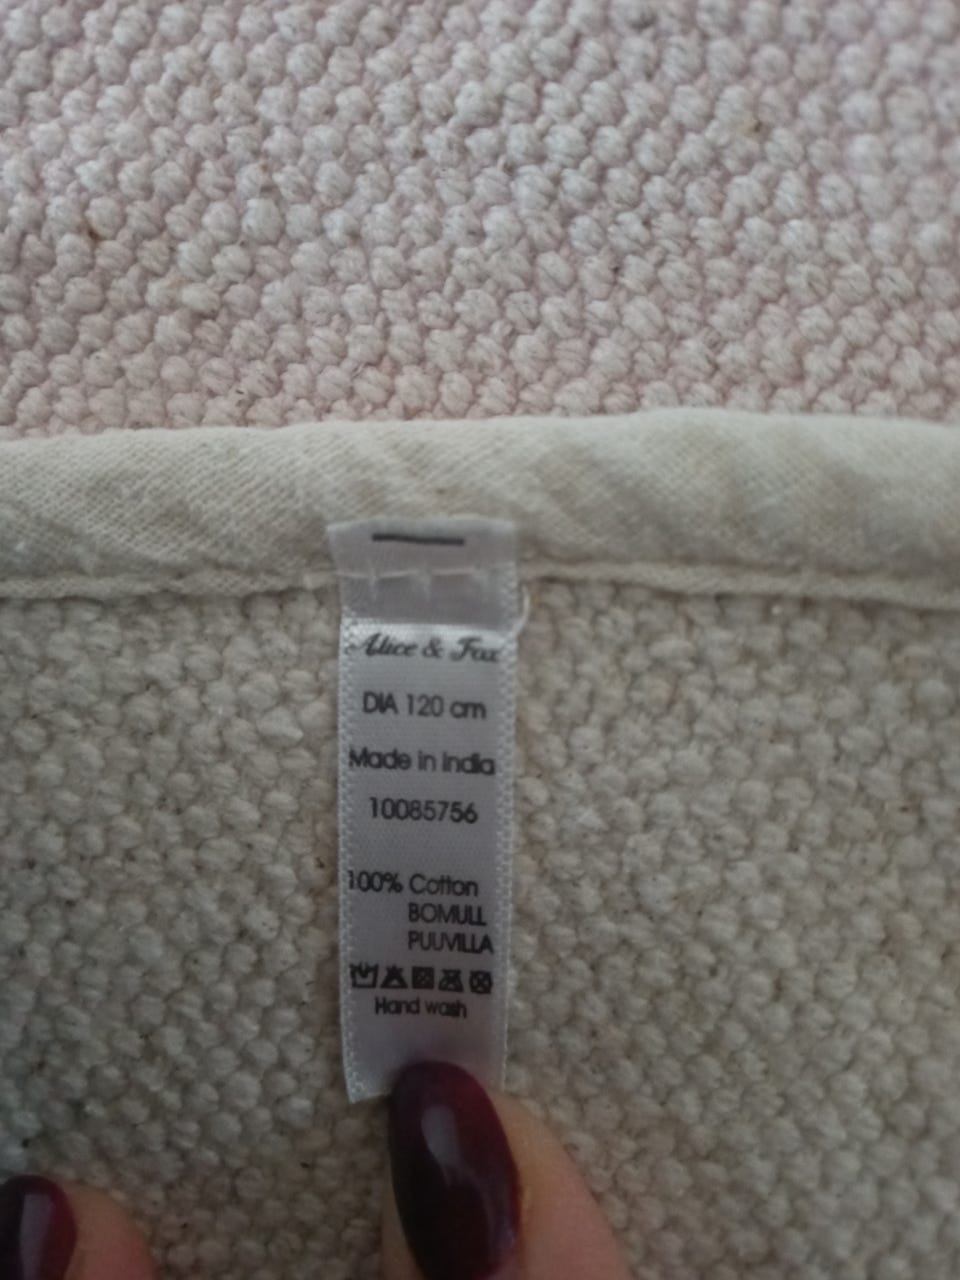 Alice & Fox
DIA 120 cm
Made in India
10085756
100% Cotton
BOMULL
PUUVILLA
Hand wash